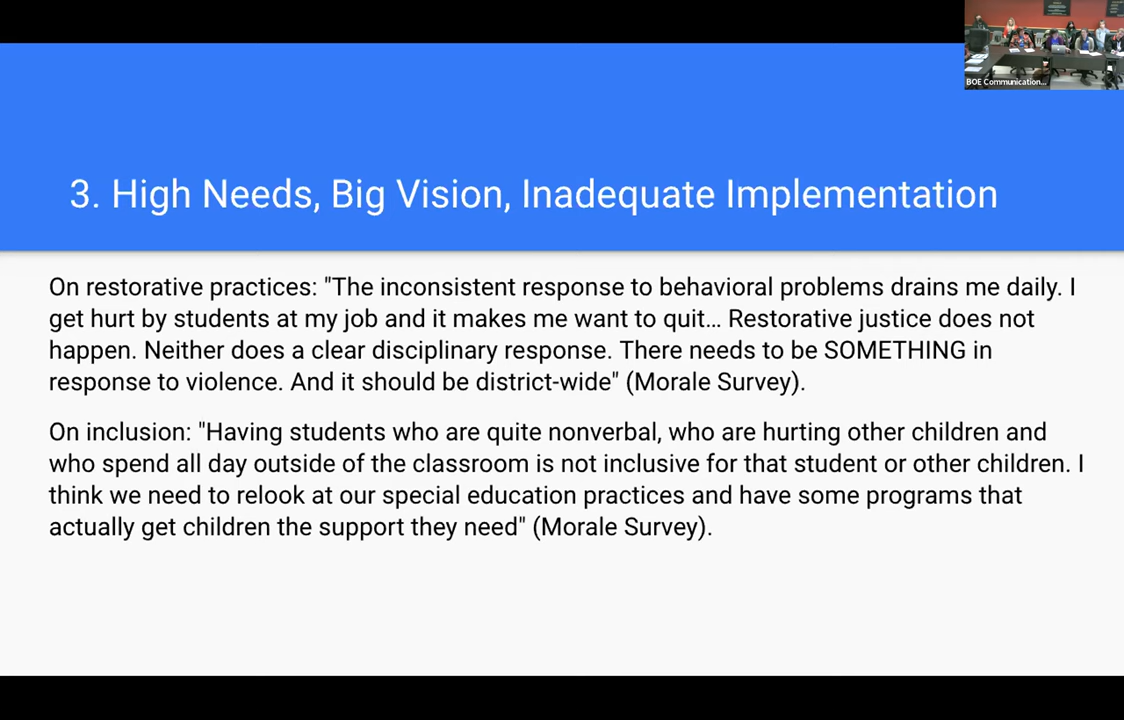 BOE Communication...
3. High Needs, Big Vision, Inadequate Implementation
On restorative practices: "The inconsistent response to behavioral problems drains me daily. I
get hurt by students at my job and it makes me want to quit... Restorative justice does not
happen. Neither does a clear disciplinary response. There needs to be SOMETHING in
response to violence. And it should be district-wide" (Morale Survey).
On inclusion: "Having students who are quite nonverbal, who are hurting other children and
who spend all day outside of the classroom is not inclusive for that student or other children. I
think we need to relook at our special education practices and have some programs that
actually get children the support they need" (Morale Survey).